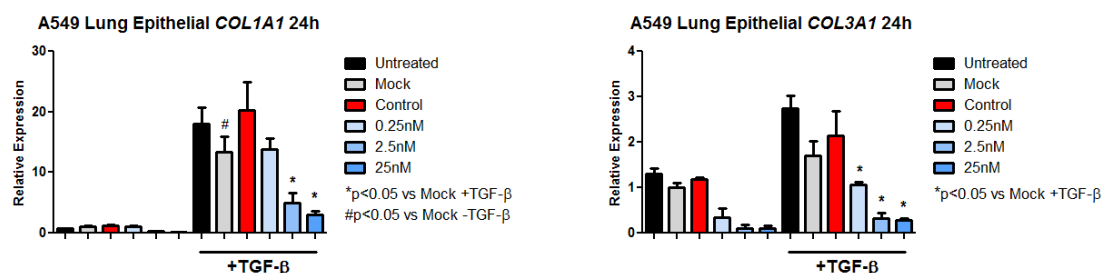 A549 Lung Epithelial COL1A1 24h
Relative Expression
30
20
10
0
#
*
*
+TGF-β
Untreated
Mock
Control
0.25nM
2.5nM
25nM
*p<0.05 vs Mock +TGF-β
#p<0.05 vs Mock -TGF-β
A549 Lung Epithelial COL3A1 24h
Relative Expression
4
3
2
1
0
*
*
*
+TGF-β
Untreated
Mock
Control
0.25nM
2.5nM
25nM
*p<0.05 vs Mock +TGF-β